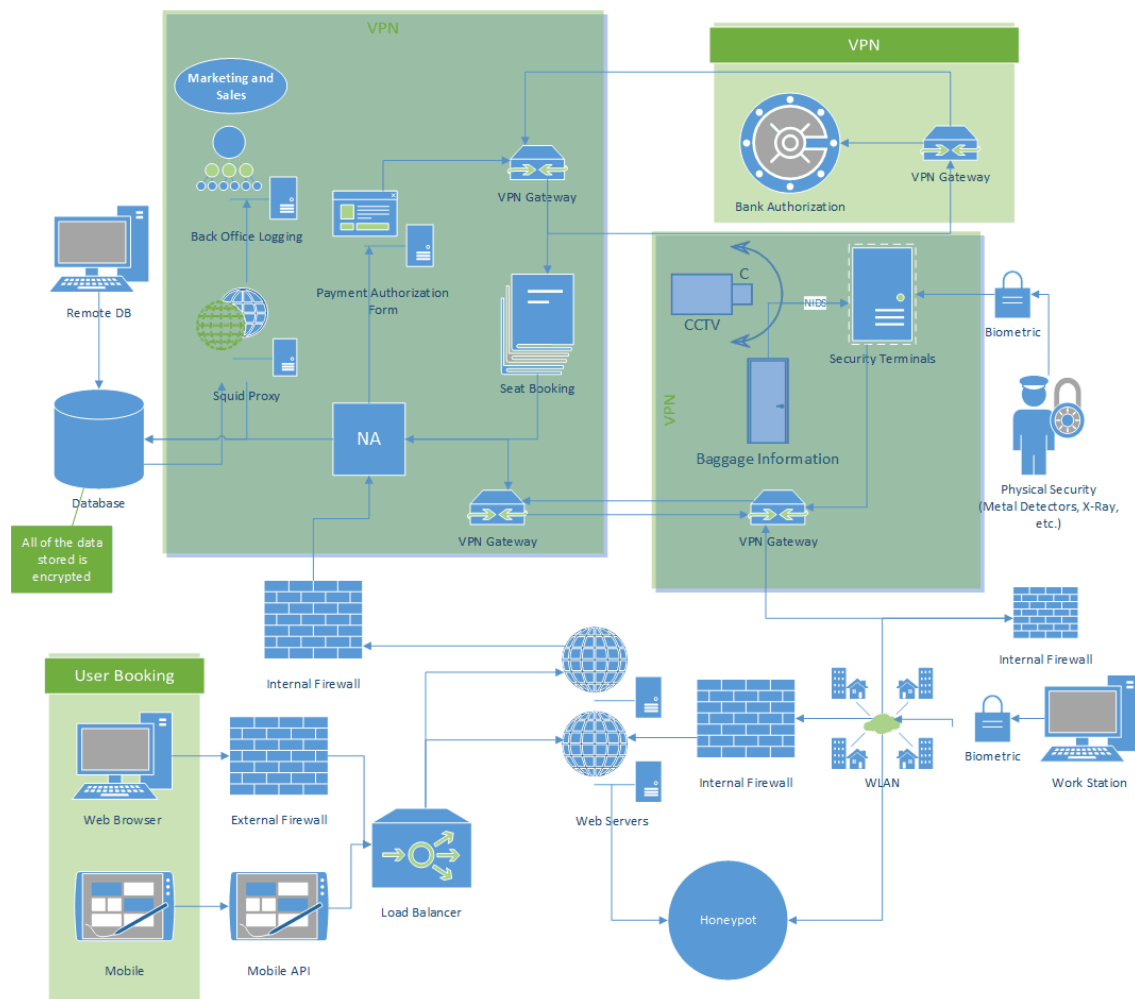 VPN
Marketing and
Sales
Back Office Logging
Payment Authorization
Form
VPN Gateway
Squid Proxy
Seat Booking
NA
VPN Gateway
VPN
Bank Authorization
VPN Gateway
VPN
C
CCTV
NIDS
Security Terminals
Baggage Information
VPN Gateway
Biometric
Physical Security
(Metal Detectors, X-Ray,
etc.)
Remote DB
Database
All of the data
stored is
encrypted
Internal Firewall
Internal Firewall
User Booking
Web Browser
External Firewall
Mobile
Mobile API
Load Balancer
Web Servers
Internal Firewall
WLAN
Biometric
Work Station
Honeypot